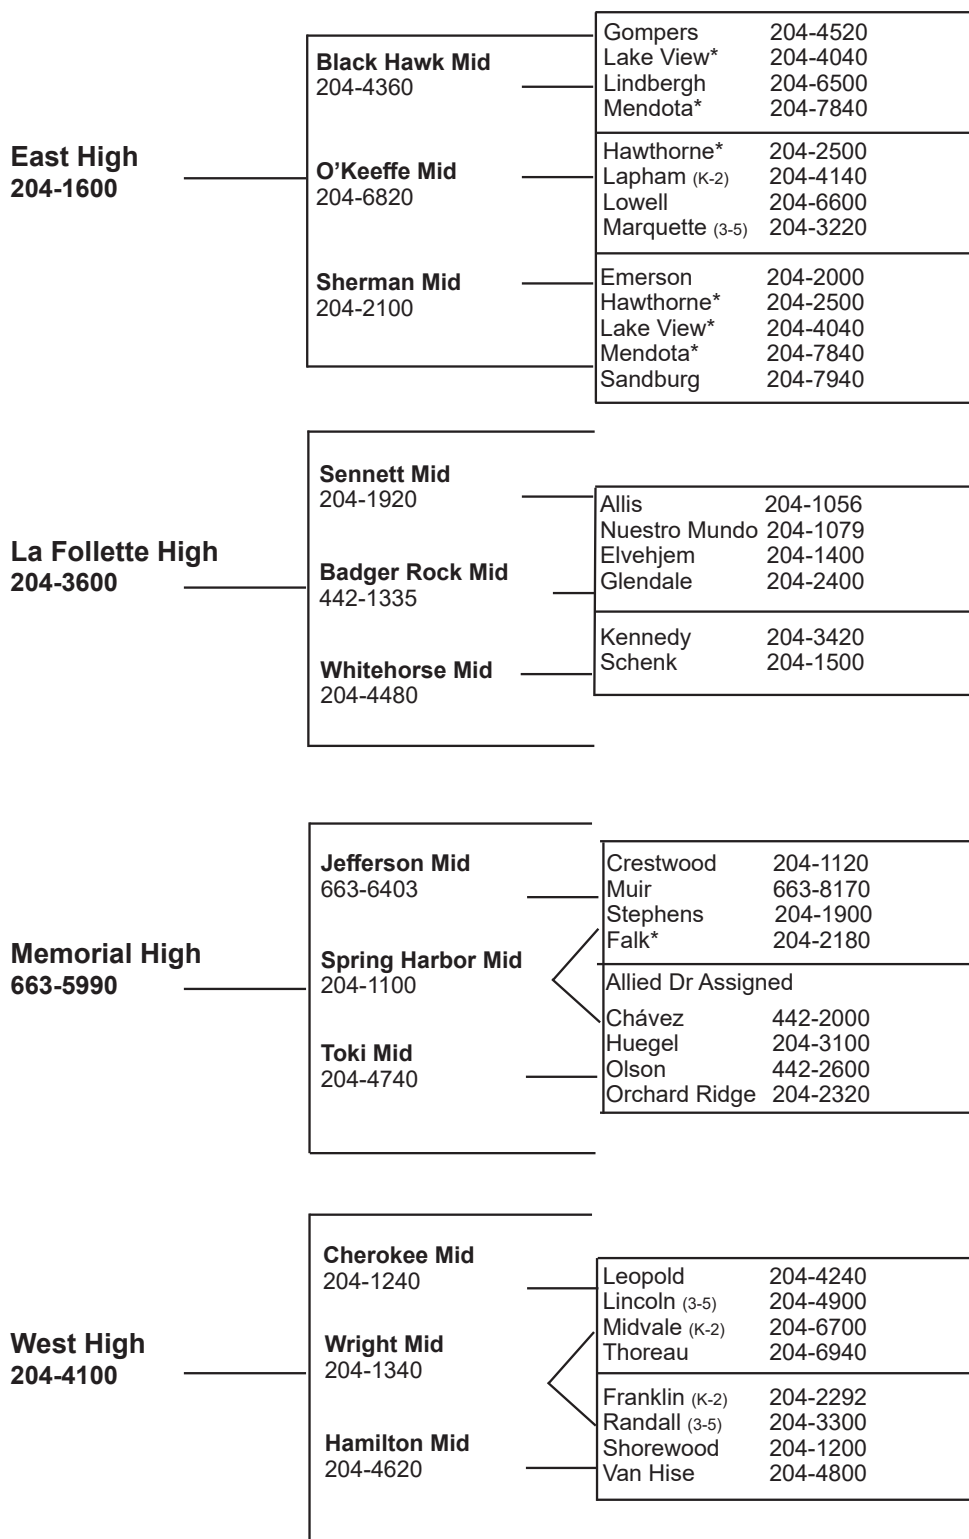 East High
204-1600
Black Hawk Mid
204-4360
Gompers 204-4520
Lake View* 204-4040
Lindbergh 204-6500
Mendota* 204-7840
O'Keeffe Mid
204-6820
Hawthorne* 204-2500
Lapham (K-2) 204-4140
Lowell 204-6600
Marquette (3-5) 204-3220
Sherman Mid
204-2100
Emerson 204-2000
Hawthorne* 204-2500
Lake View* 204-4040
Mendota* 204-7840
Sandburg 204-7940
La Follette High
204-3600
Sennett Mid
204-1920
Allis 204-1056
Nuestro Mundo 204-1079
Elvehjem 204-1400
Glendale 204-2400
Badger Rock Mid
442-1335
Whitehorse Mid
204-4480
Kennedy 204-3420
Schenk 204-1500
Memorial High
663-5990
Jefferson Mid
663-6403
Crestwood 204-1120
Muir 663-8170
Stephens 204-1900
Falk* 204-2180
Spring Harbor Mid
204-1100
Toki Mid
204-4740
Allied Dr Assigned
Chávez 442-2000
Huegel 204-3100
Olson 442-2600
Orchard Ridge 204-2320
West High
204-4100
Cherokee Mid
204-1240
Leopold 204-4240
Lincoln (3-5) 204-4900
Midvale (K-2) 204-6700
Thoreau 204-6940
Wright Mid
204-1340
Hamilton Mid
204-4620
Franklin (K-2) 204-2292
Randall (3-5) 204-3300
Shorewood 204-1200
Van Hise 204-4800